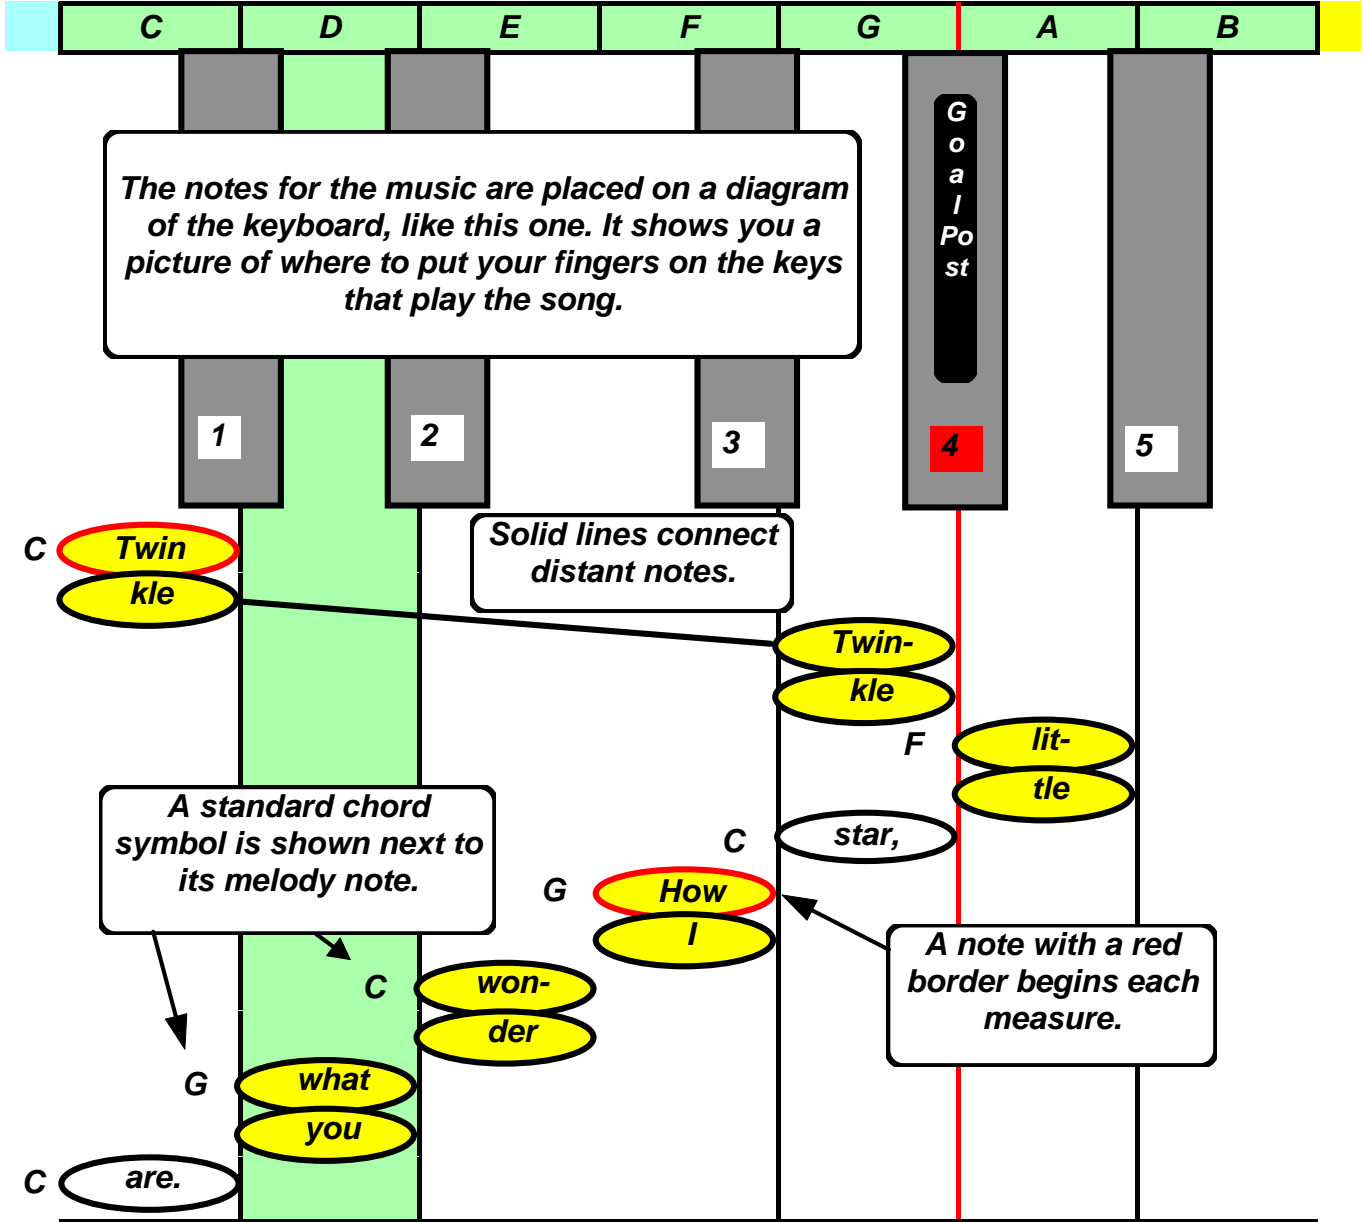 C D E F G A B
G
o
a
l
Po
st
The notes for the music are placed on a diagram
of the keyboard, like this one. It shows you a
picture of where to put your fingers on the keys
that play the song.
1 2 3 4 5
Solid lines connect
distant notes.
C Twin
kle
Twin-
kle
F lit-
tle
A standard chord
symbol is shown next to
its melody note.
C star,
G How
I
A note with a red
border begins each
measure.
C won-
der
G what
you
C are.